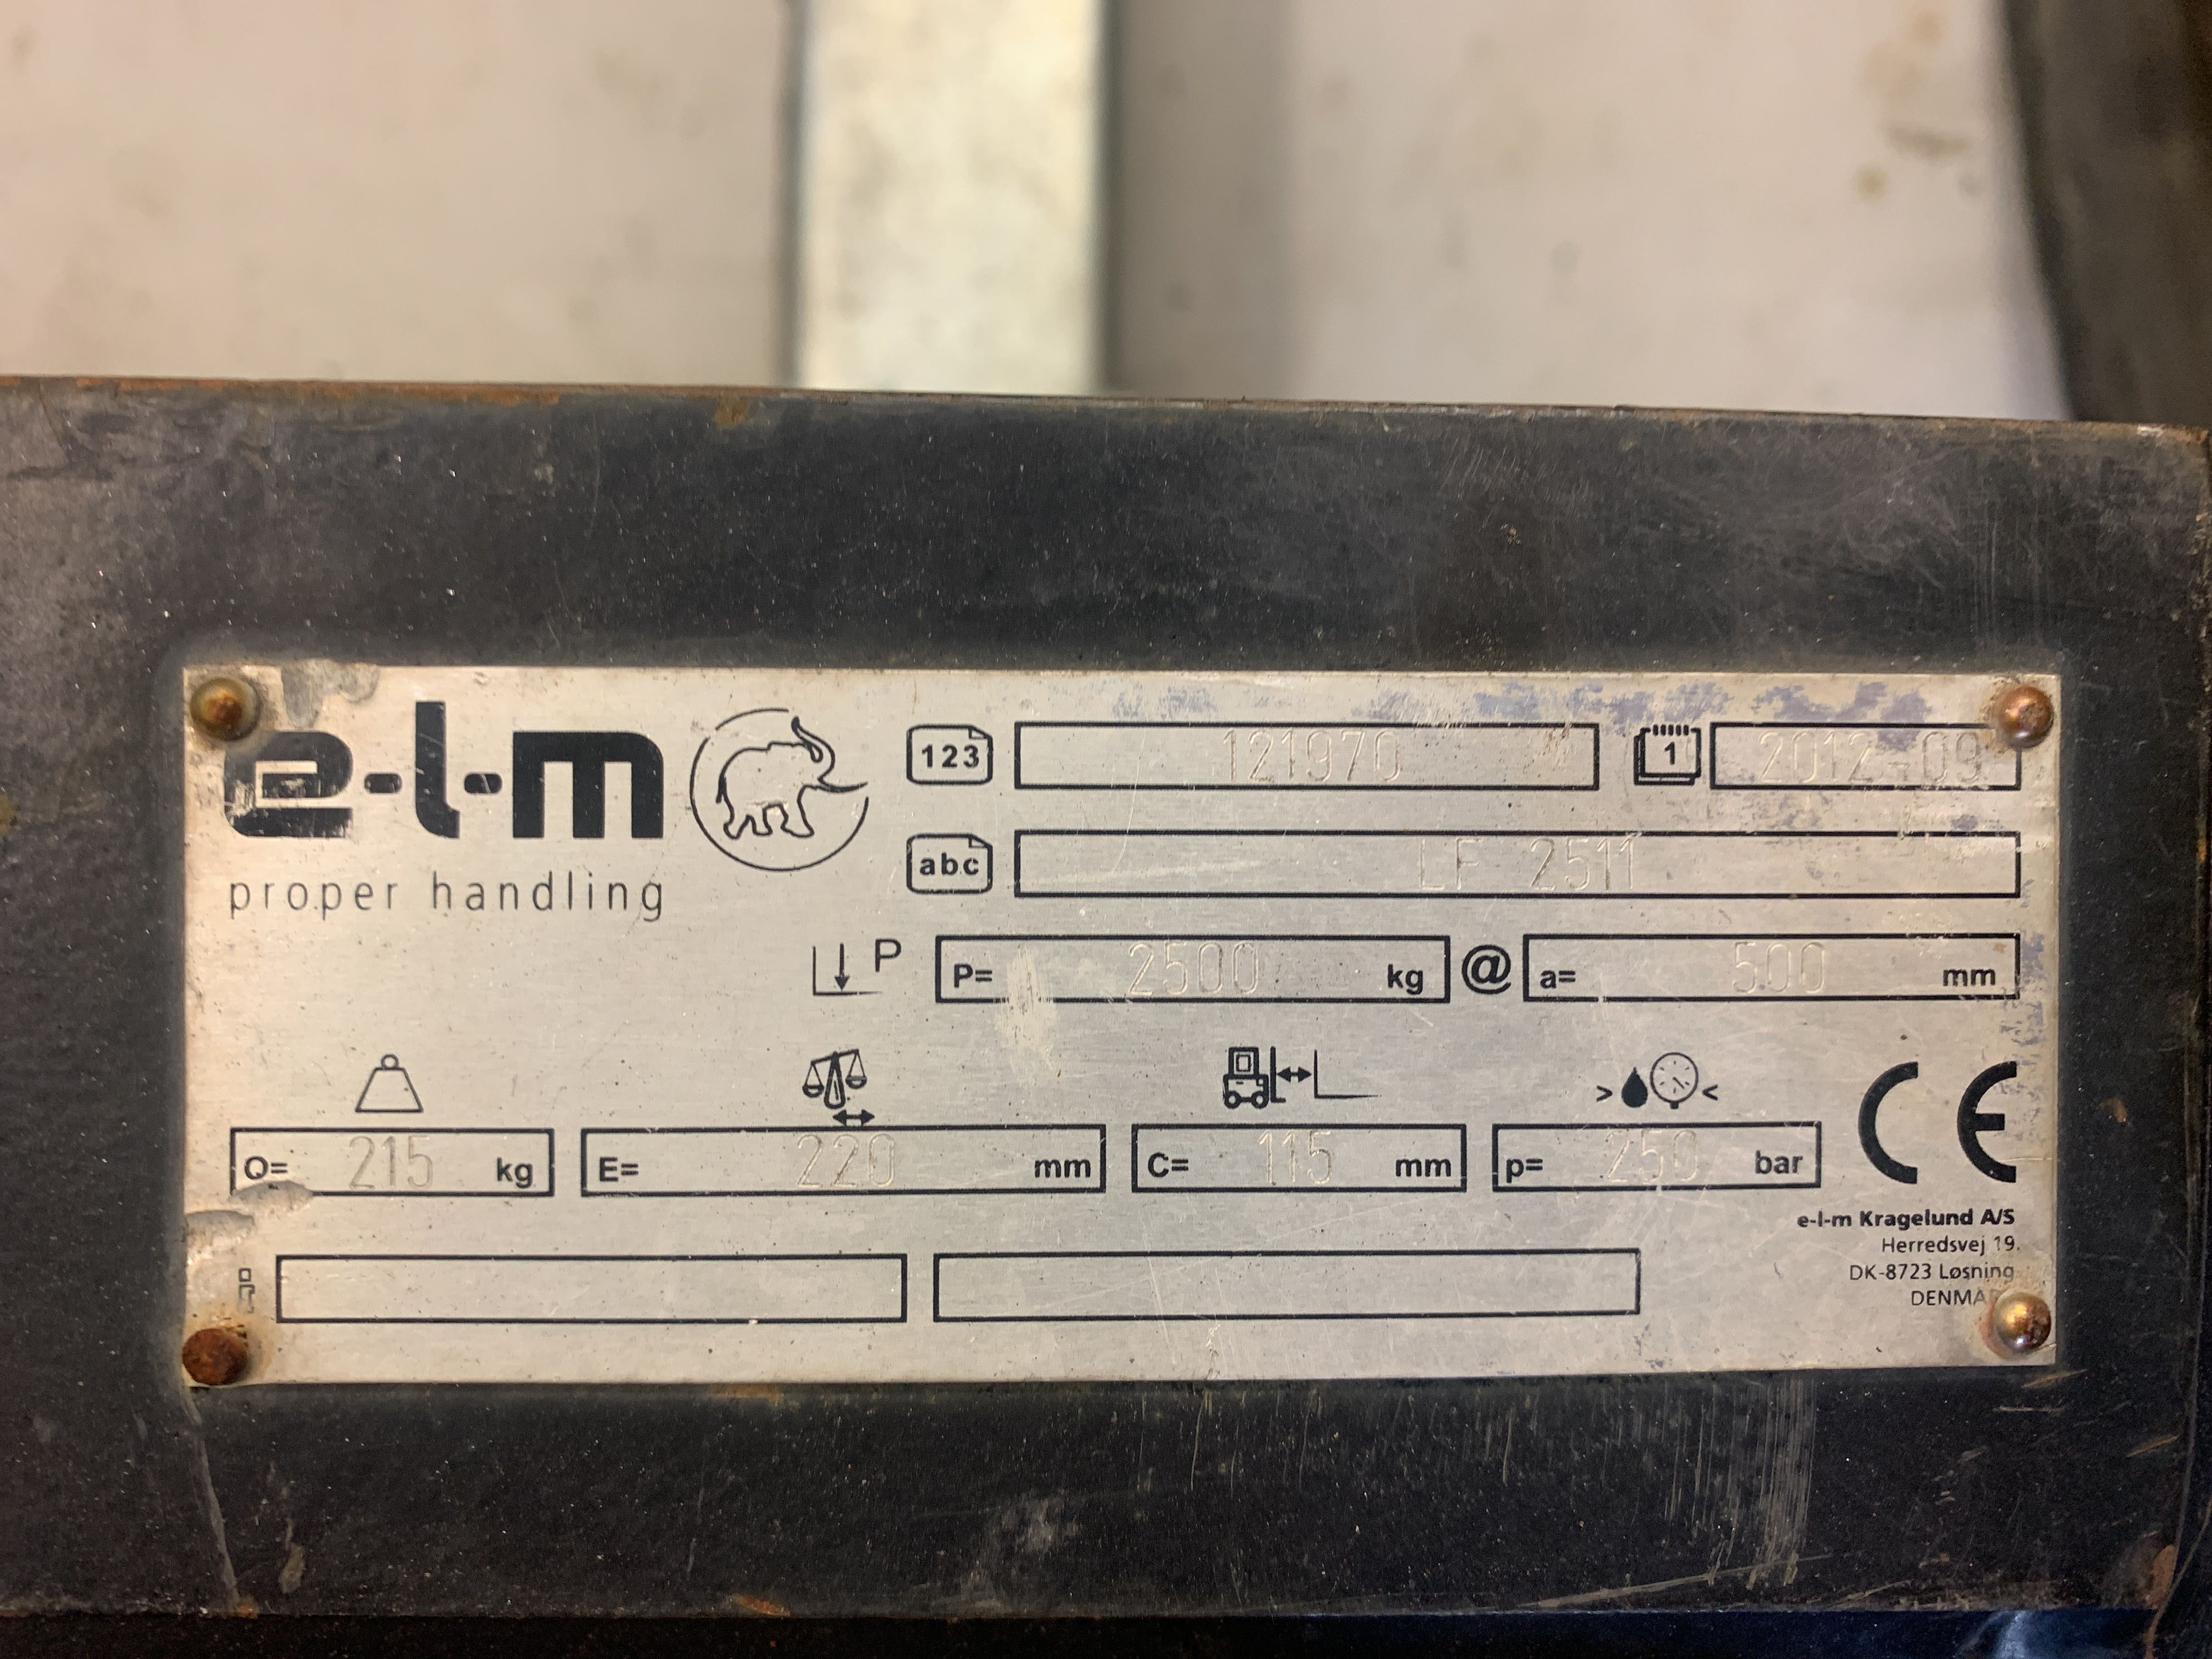 e-l-m
proper handling
123 121970 1 2012-09
abc LF 2511
P P= 2500 kg @ a= 500 mm
Q= 215 kg E= 220 mm C= 115 mm > < p= 250 bar CE
e-l-m Kragelund A/S
Herredsvej 19.
DK-8723 Løsning